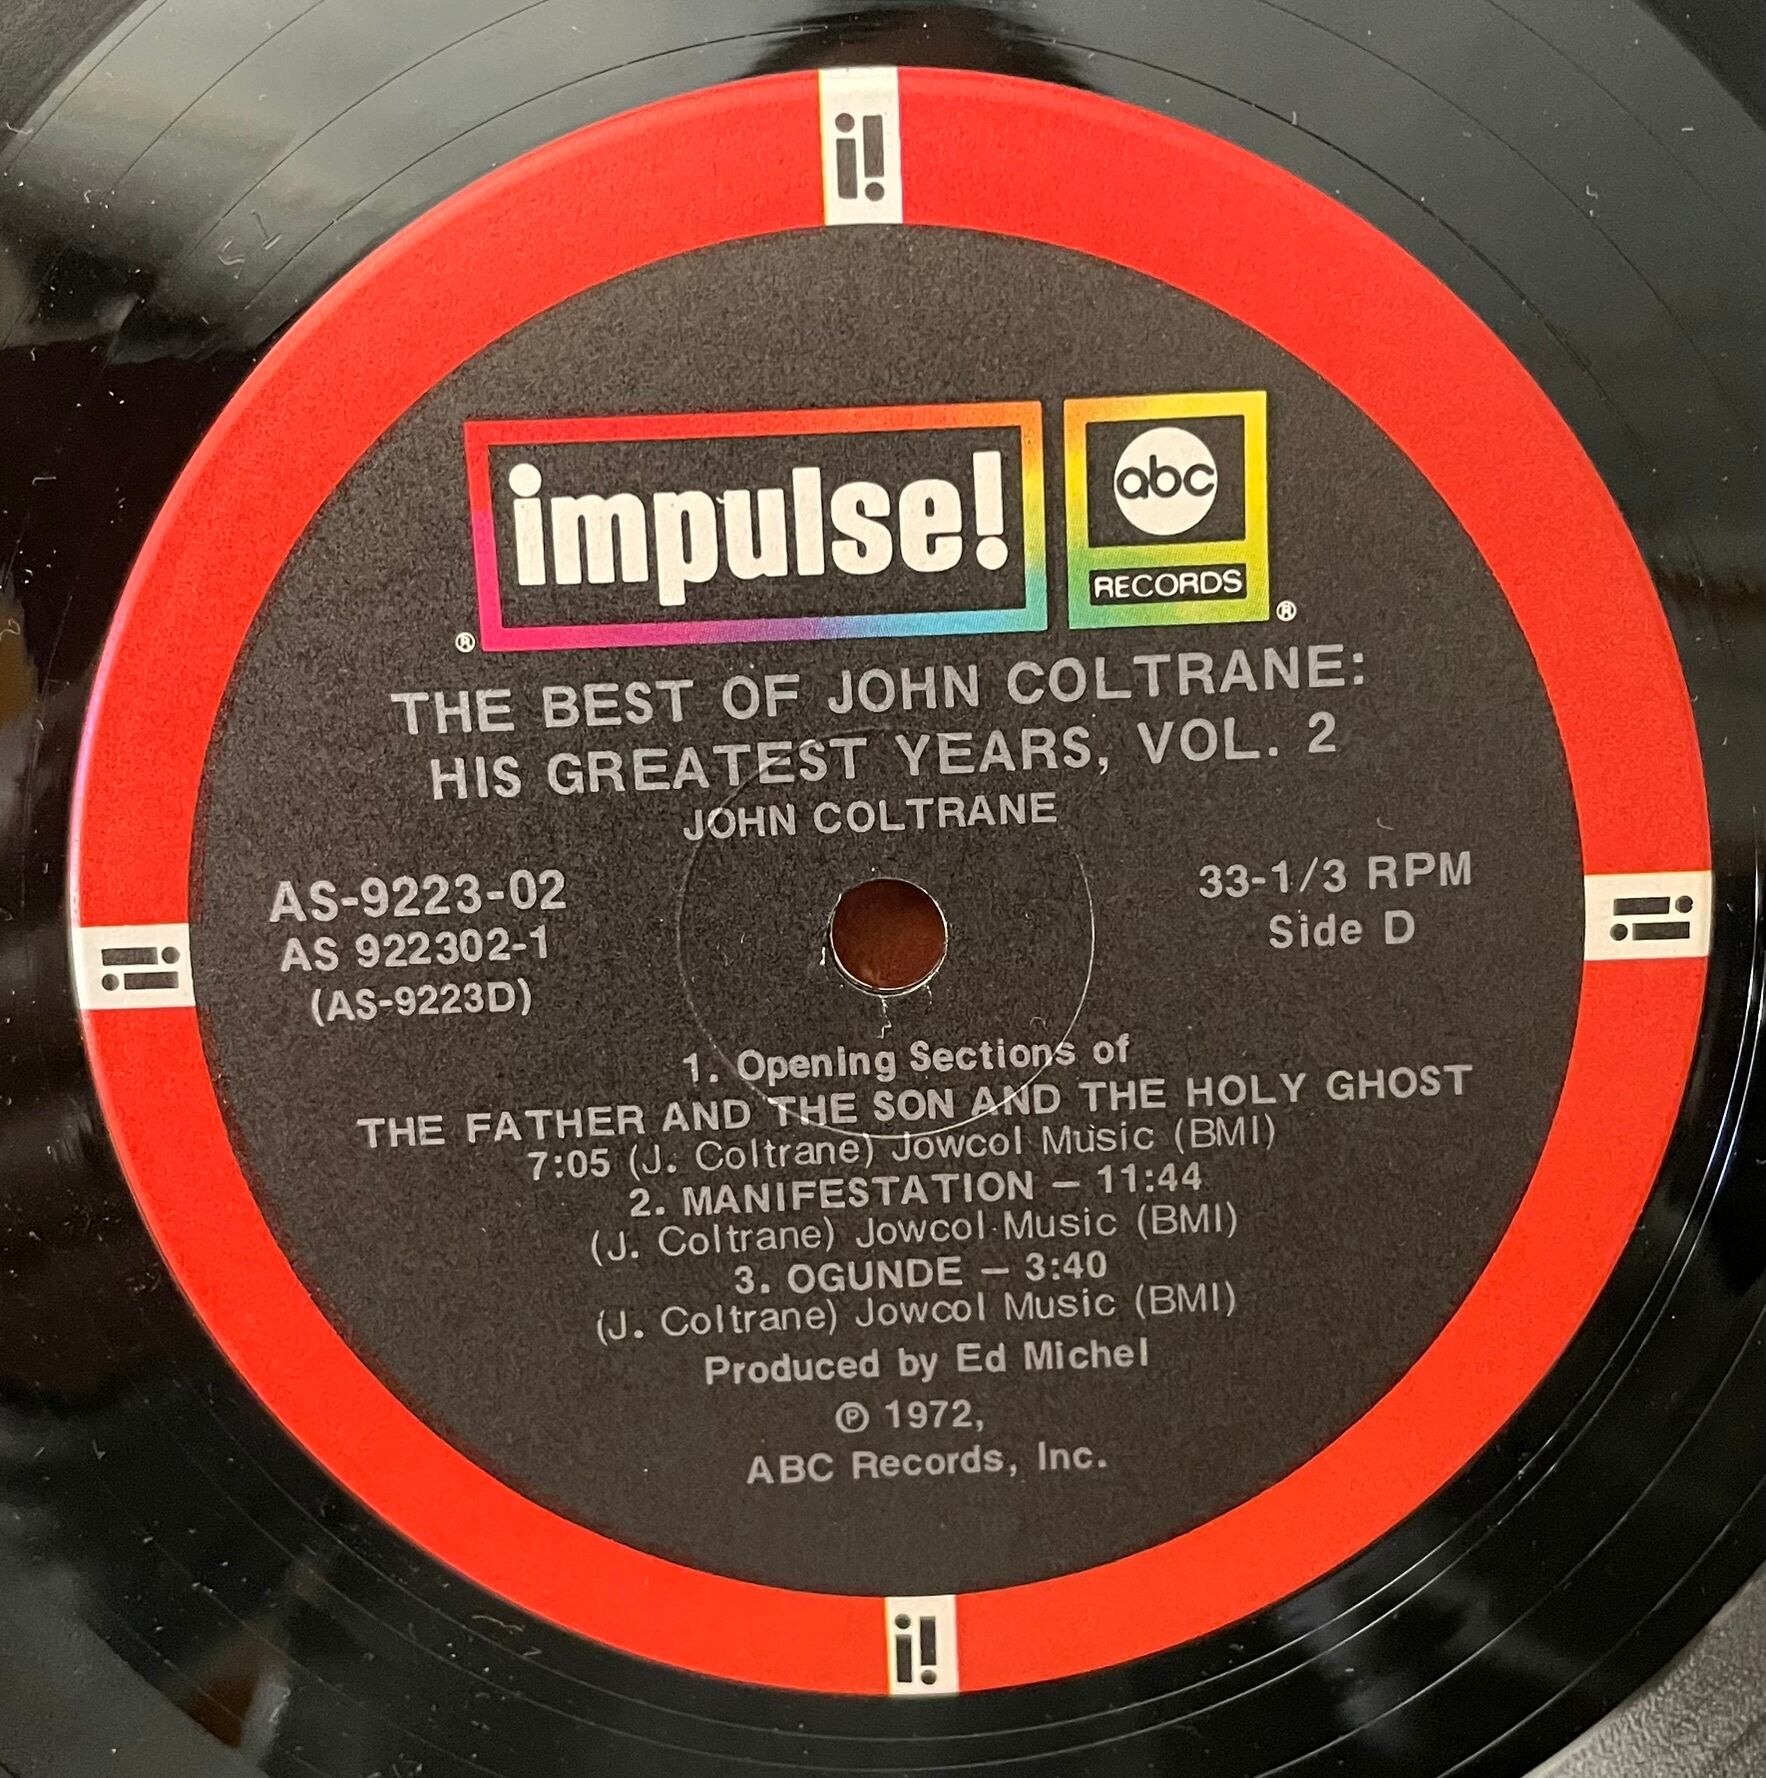 i!
impulse!
abc
RECORDS
®
®
THE BEST OF JOHN COLTRANE:
HIS GREATEST YEARS, VOL. 2
JOHN COLTRANE
AS-9223-02
AS 922302-1
(AS-9223D)
33-1/3 RPM
Side D
i!
i!
1. Opening Sections of
THE FATHER AND THE SON AND THE HOLY GHOST
7:05 (J. Coltrane) Jowcol Music (BMI)
2. MANIFESTATION – 11:44
(J. Coltrane) Jowcol Music (BMI)
3. OGUNDE – 3:40
(J. Coltrane) Jowcol Music (BMI)
Produced by Ed Michel
℗ 1972,
ABC Records, Inc.
i!